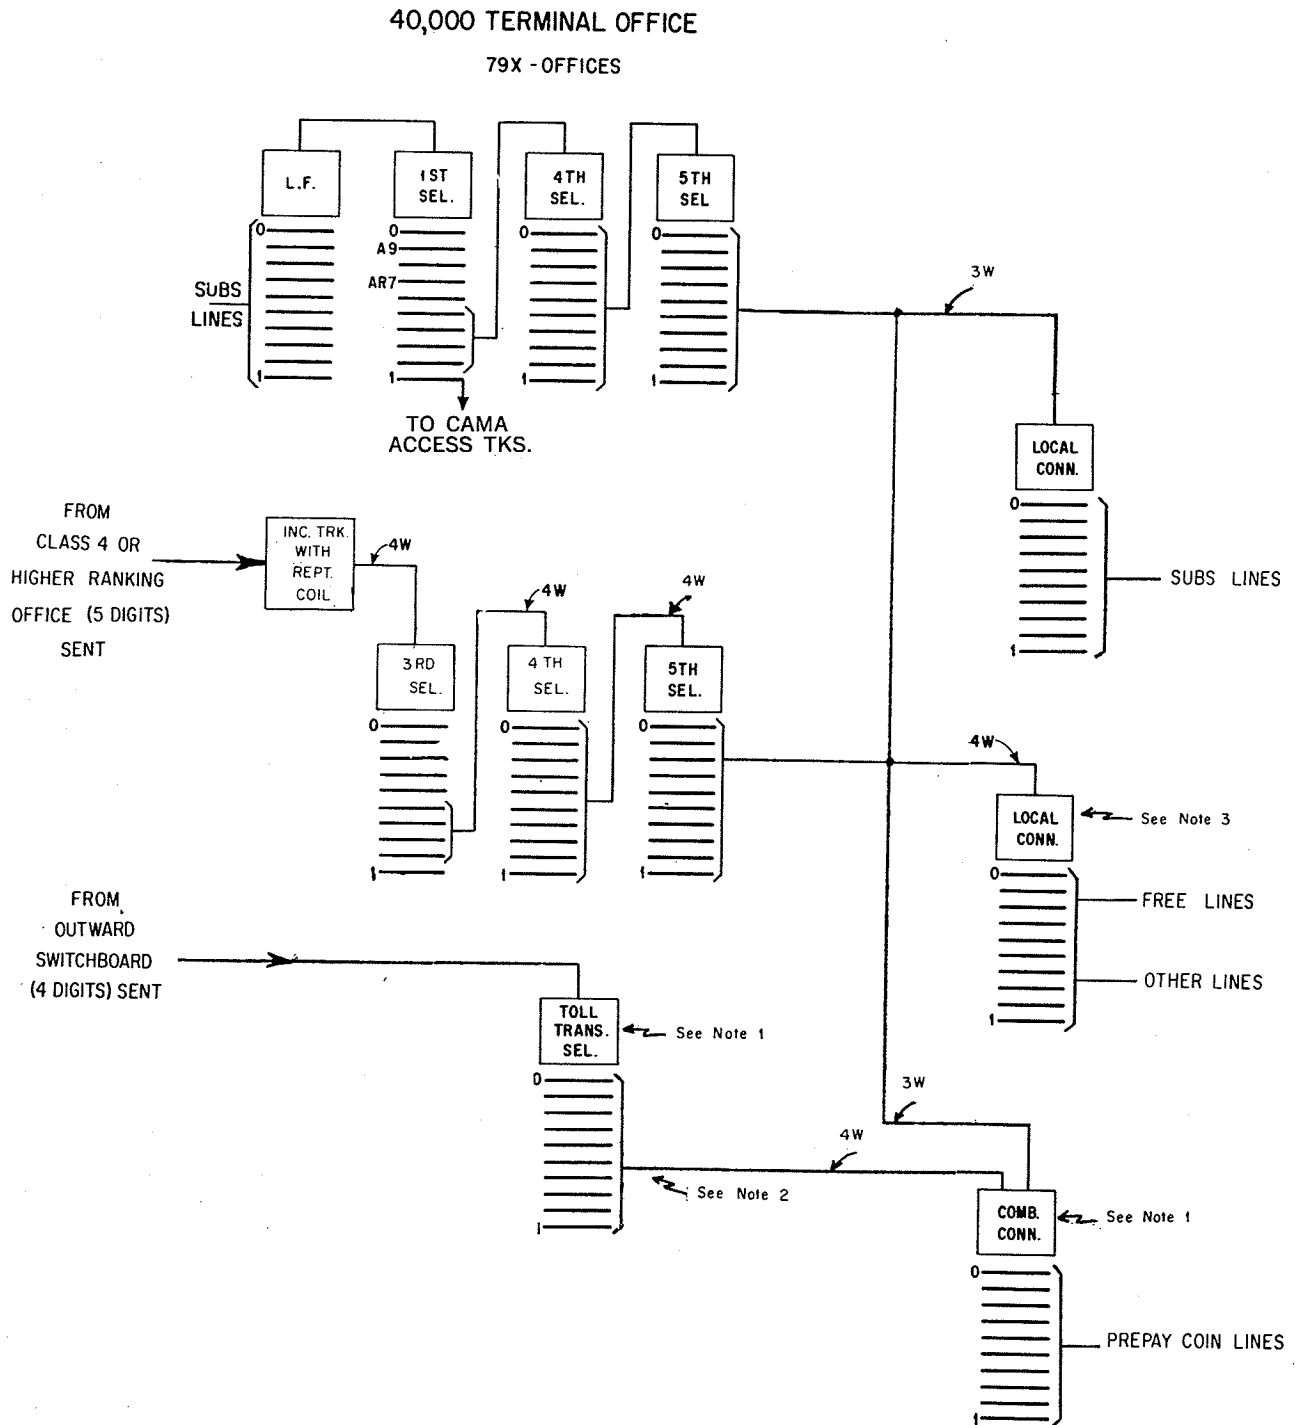 40,000 TERMINAL OFFICE
79X - OFFICES
L.F.
1ST
SEL.
4TH
SEL.
5TH
SEL
0
0
0
0
A9
AR7
SUBS
LINES
1
1
1
1
TO CAMA
ACCESS TKS.
3W
LOCAL
CONN.
0
SUBS LINES
1
FROM
CLASS 4 OR
HIGHER RANKING
OFFICE (5 DIGITS)
SENT
INC. TRK.
WITH
REPT.
COIL
4W
4W
4W
3RD
SEL.
4TH
SEL.
5TH
SEL.
0
0
0
1
1
1
4W
LOCAL
CONN.
See Note 3
0
FREE LINES
OTHER LINES
1
FROM
OUTWARD
SWITCHBOARD
(4 DIGITS) SENT
TOLL
TRANS.
SEL.
See Note 1
0
1
See Note 2
3W
4W
COMB.
CONN.
See Note 1
0
PREPAY COIN LINES
1